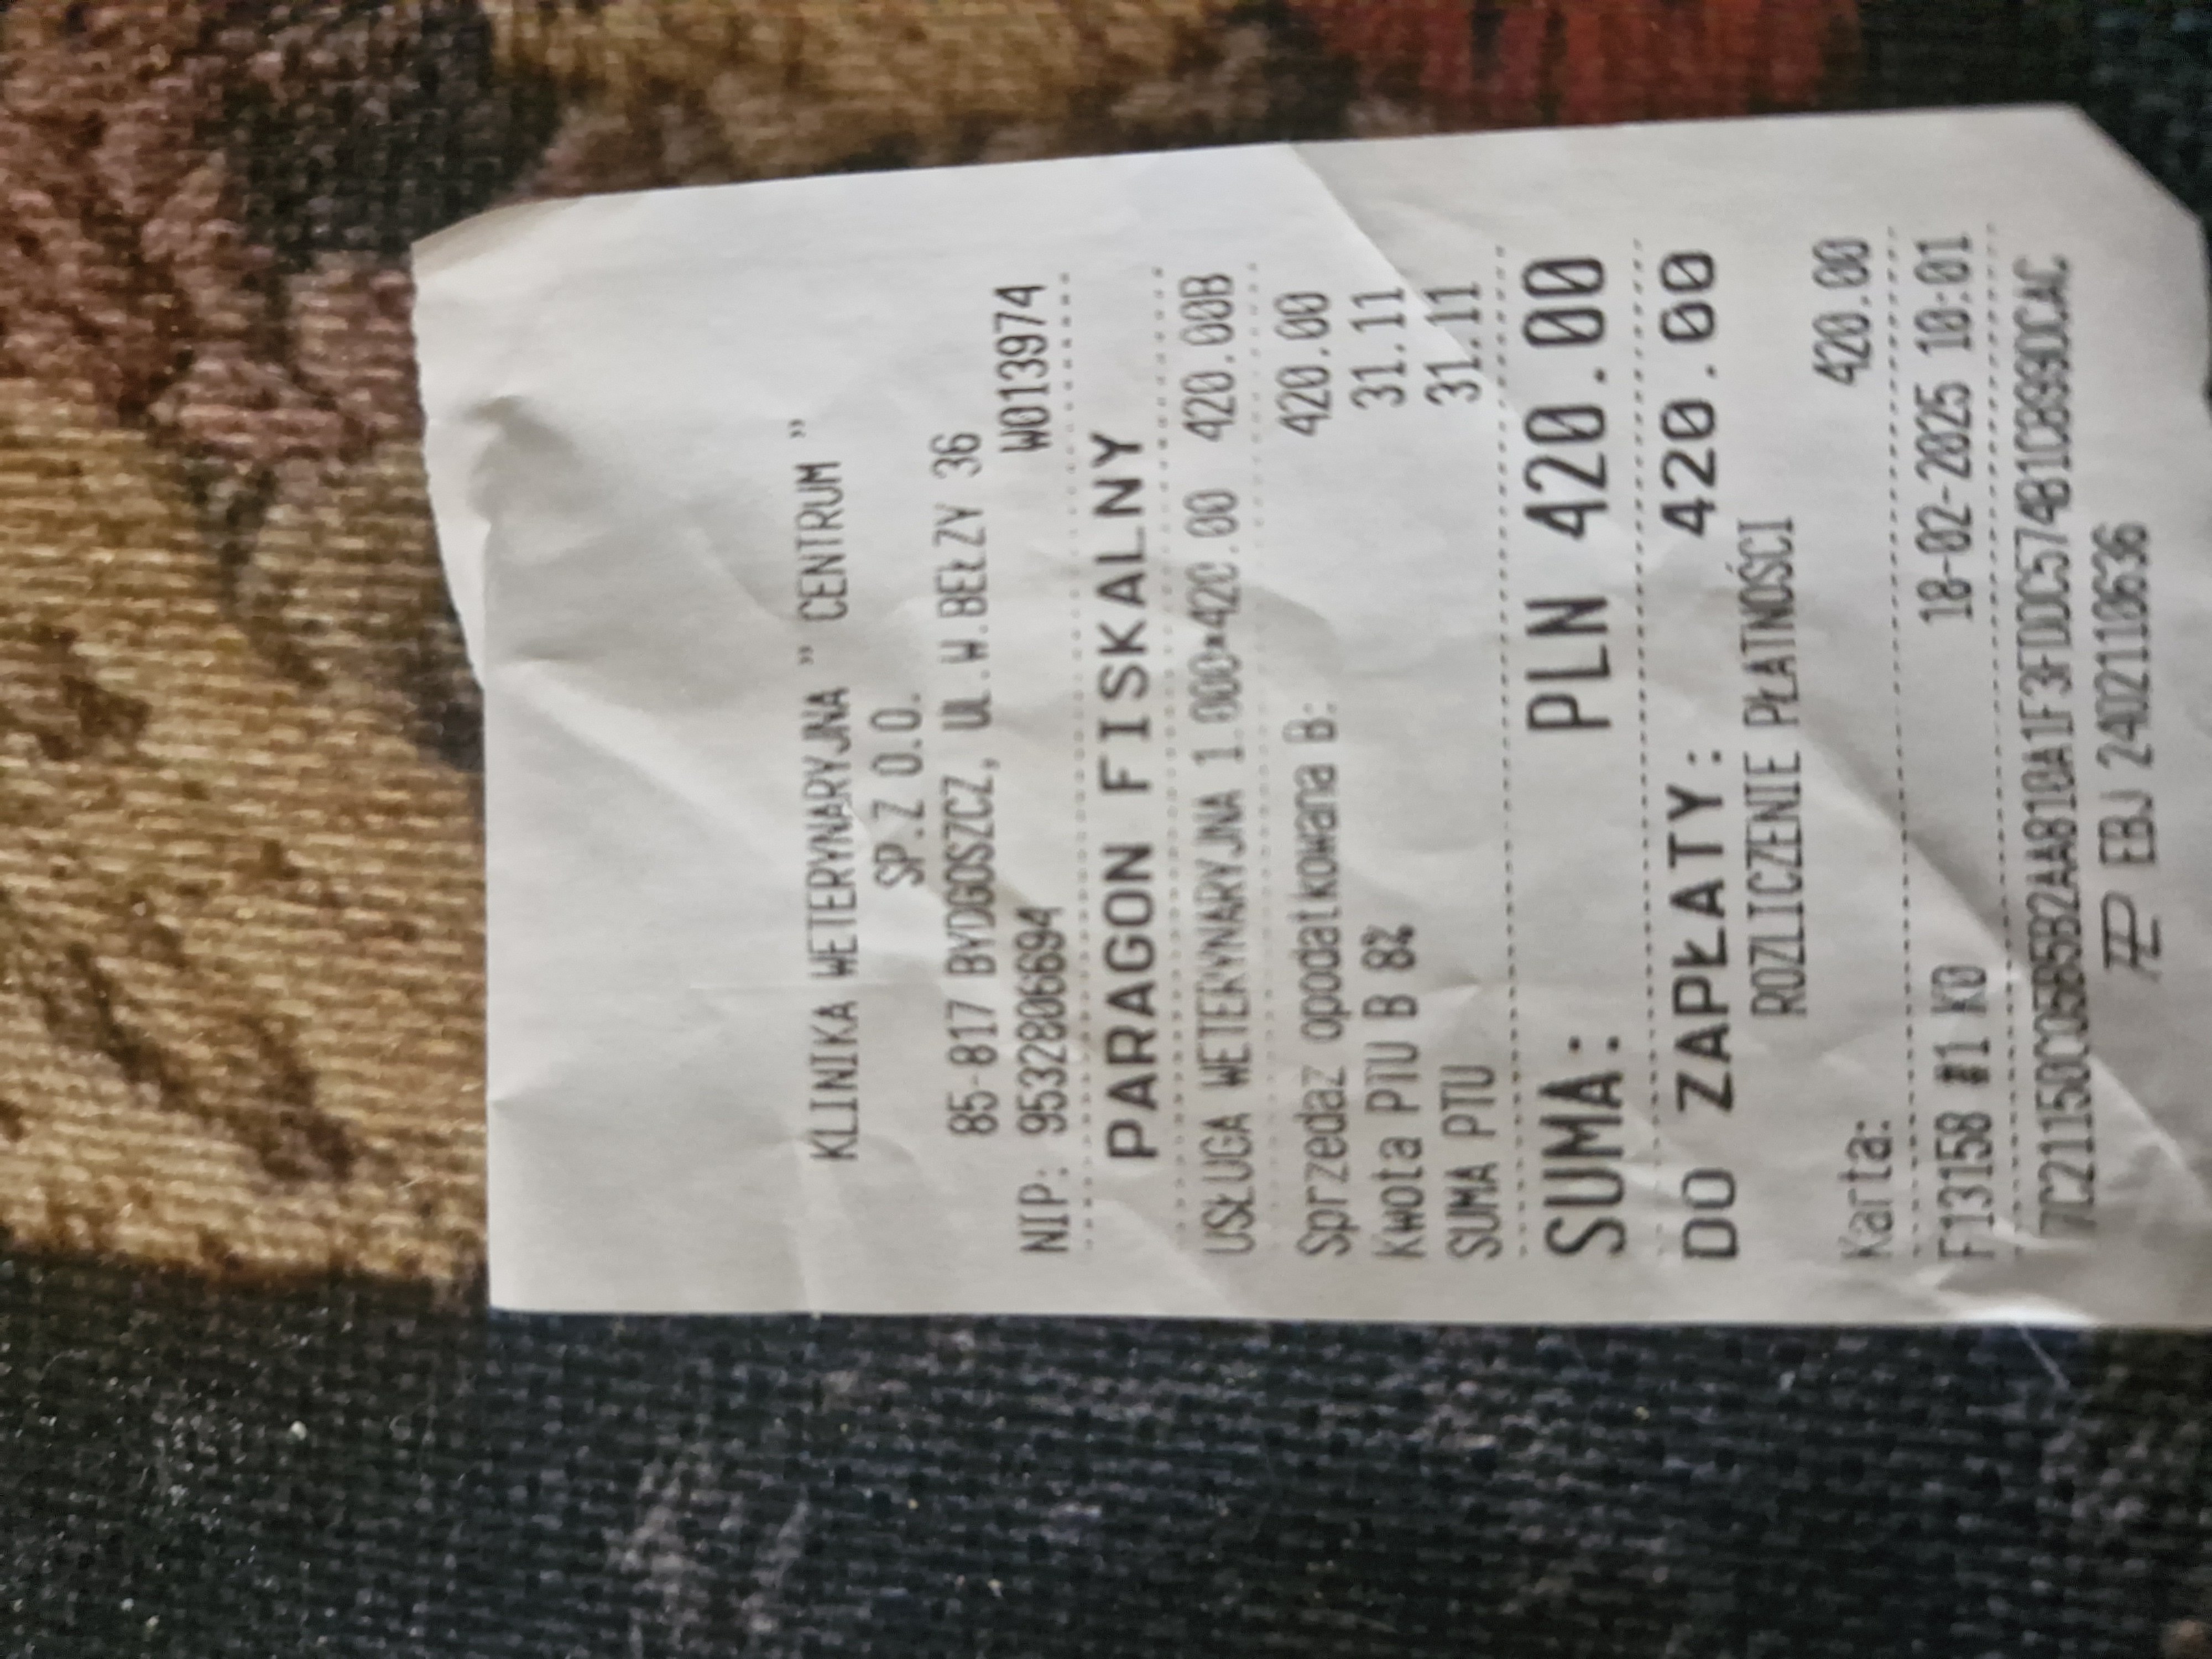 KLINIKA WETERYNARYJNA " CENTRUM "
SP.Z O.O.
85-817 BYDGOSZCZ, Ul.W.BEŁZY 36
NIP: 9532806694 W013974
PARAGON FISKALNY
USŁUGA WETERYNARYJNA 1.000*420.00 420.00B
Sprzedaż opodatkowana B: 420.00
Kwota PTU B 8% 31.11
SUMA PTU 31.11
SUMA: PLN 420.00
DO ZAPŁATY: 420.00
ROZLICZENIE PŁATNOŚCI
Karta: 420.00
F13158 #1 K0 18-02-2025 10:01
EBJ 2402110636